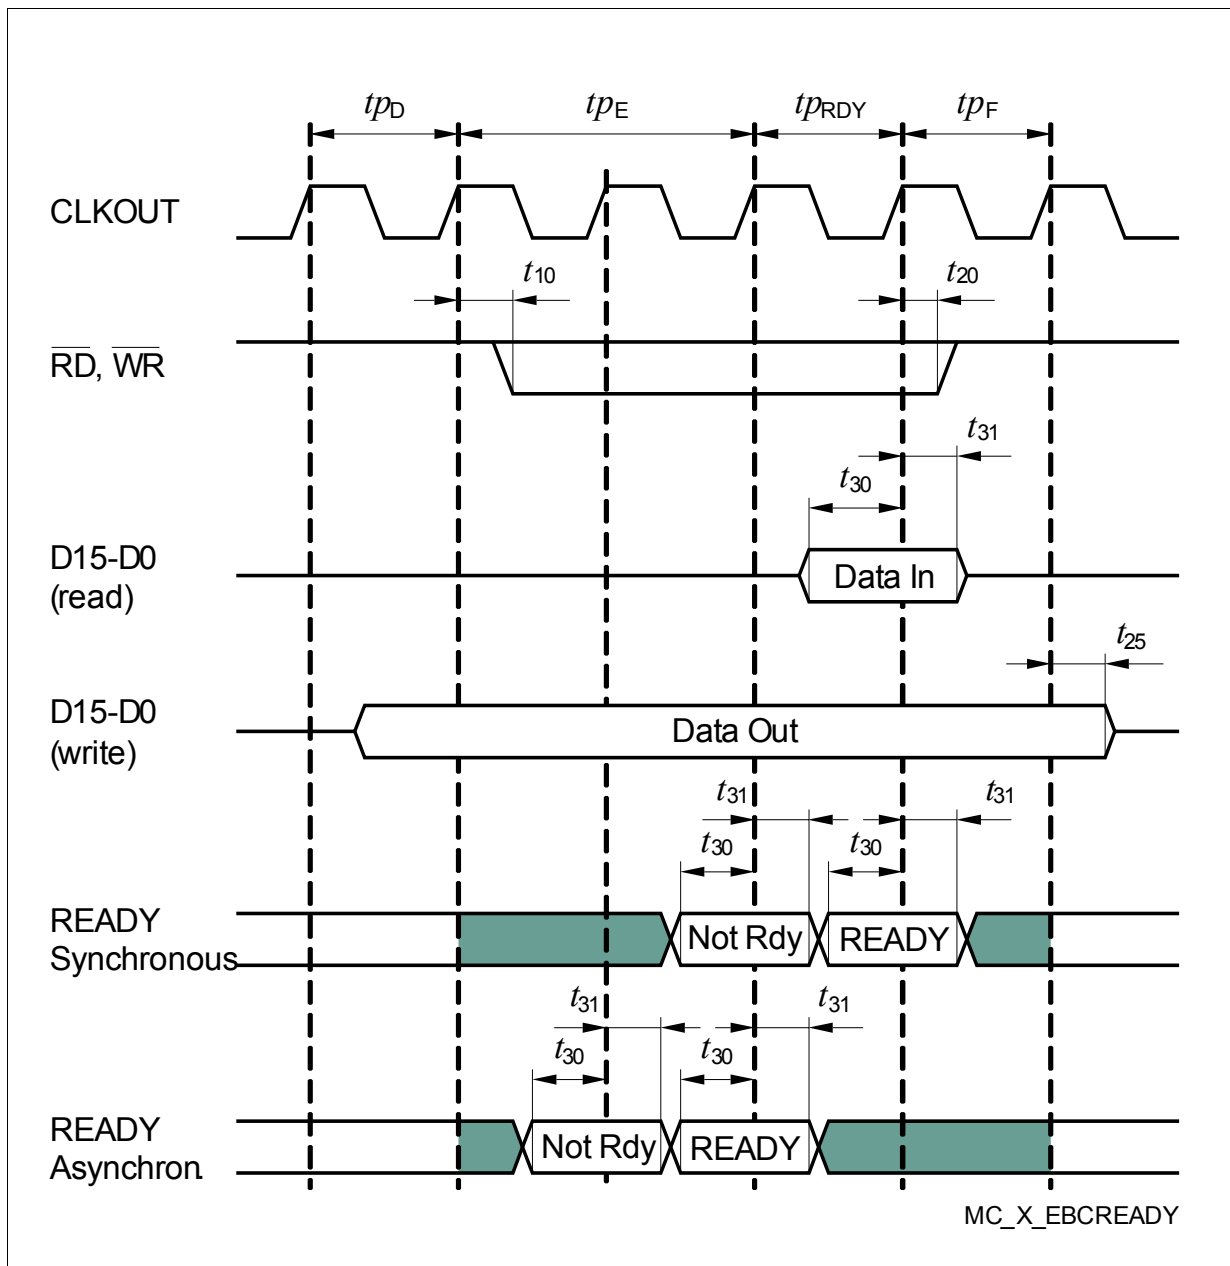 tpD tpE tpRDY tpF
CLKOUT
t10 t20
RD, WR
t31
t30
D15-D0
(read)
Data In
t25
D15-D0
(write)
Data Out
t31 t31
t30 t30
READY
Synchronous
Not Rdy READY
t31 t31
t30 t30
READY
Asynchron.
Not Rdy READY
MC_X_EBCREADY